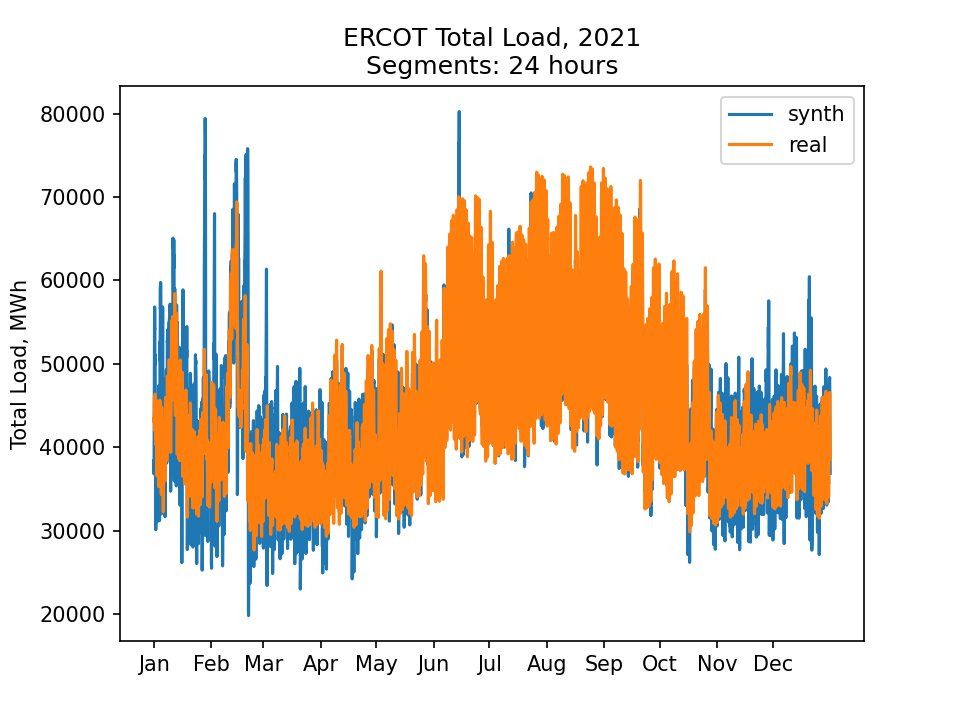 ERCOT Total Load, 2021
Segments: 24 hours
synth
real
Total Load, MWh
80000
70000
60000
50000
40000
30000
20000
Jan Feb Mar Apr May Jun Jul Aug Sep Oct Nov Dec